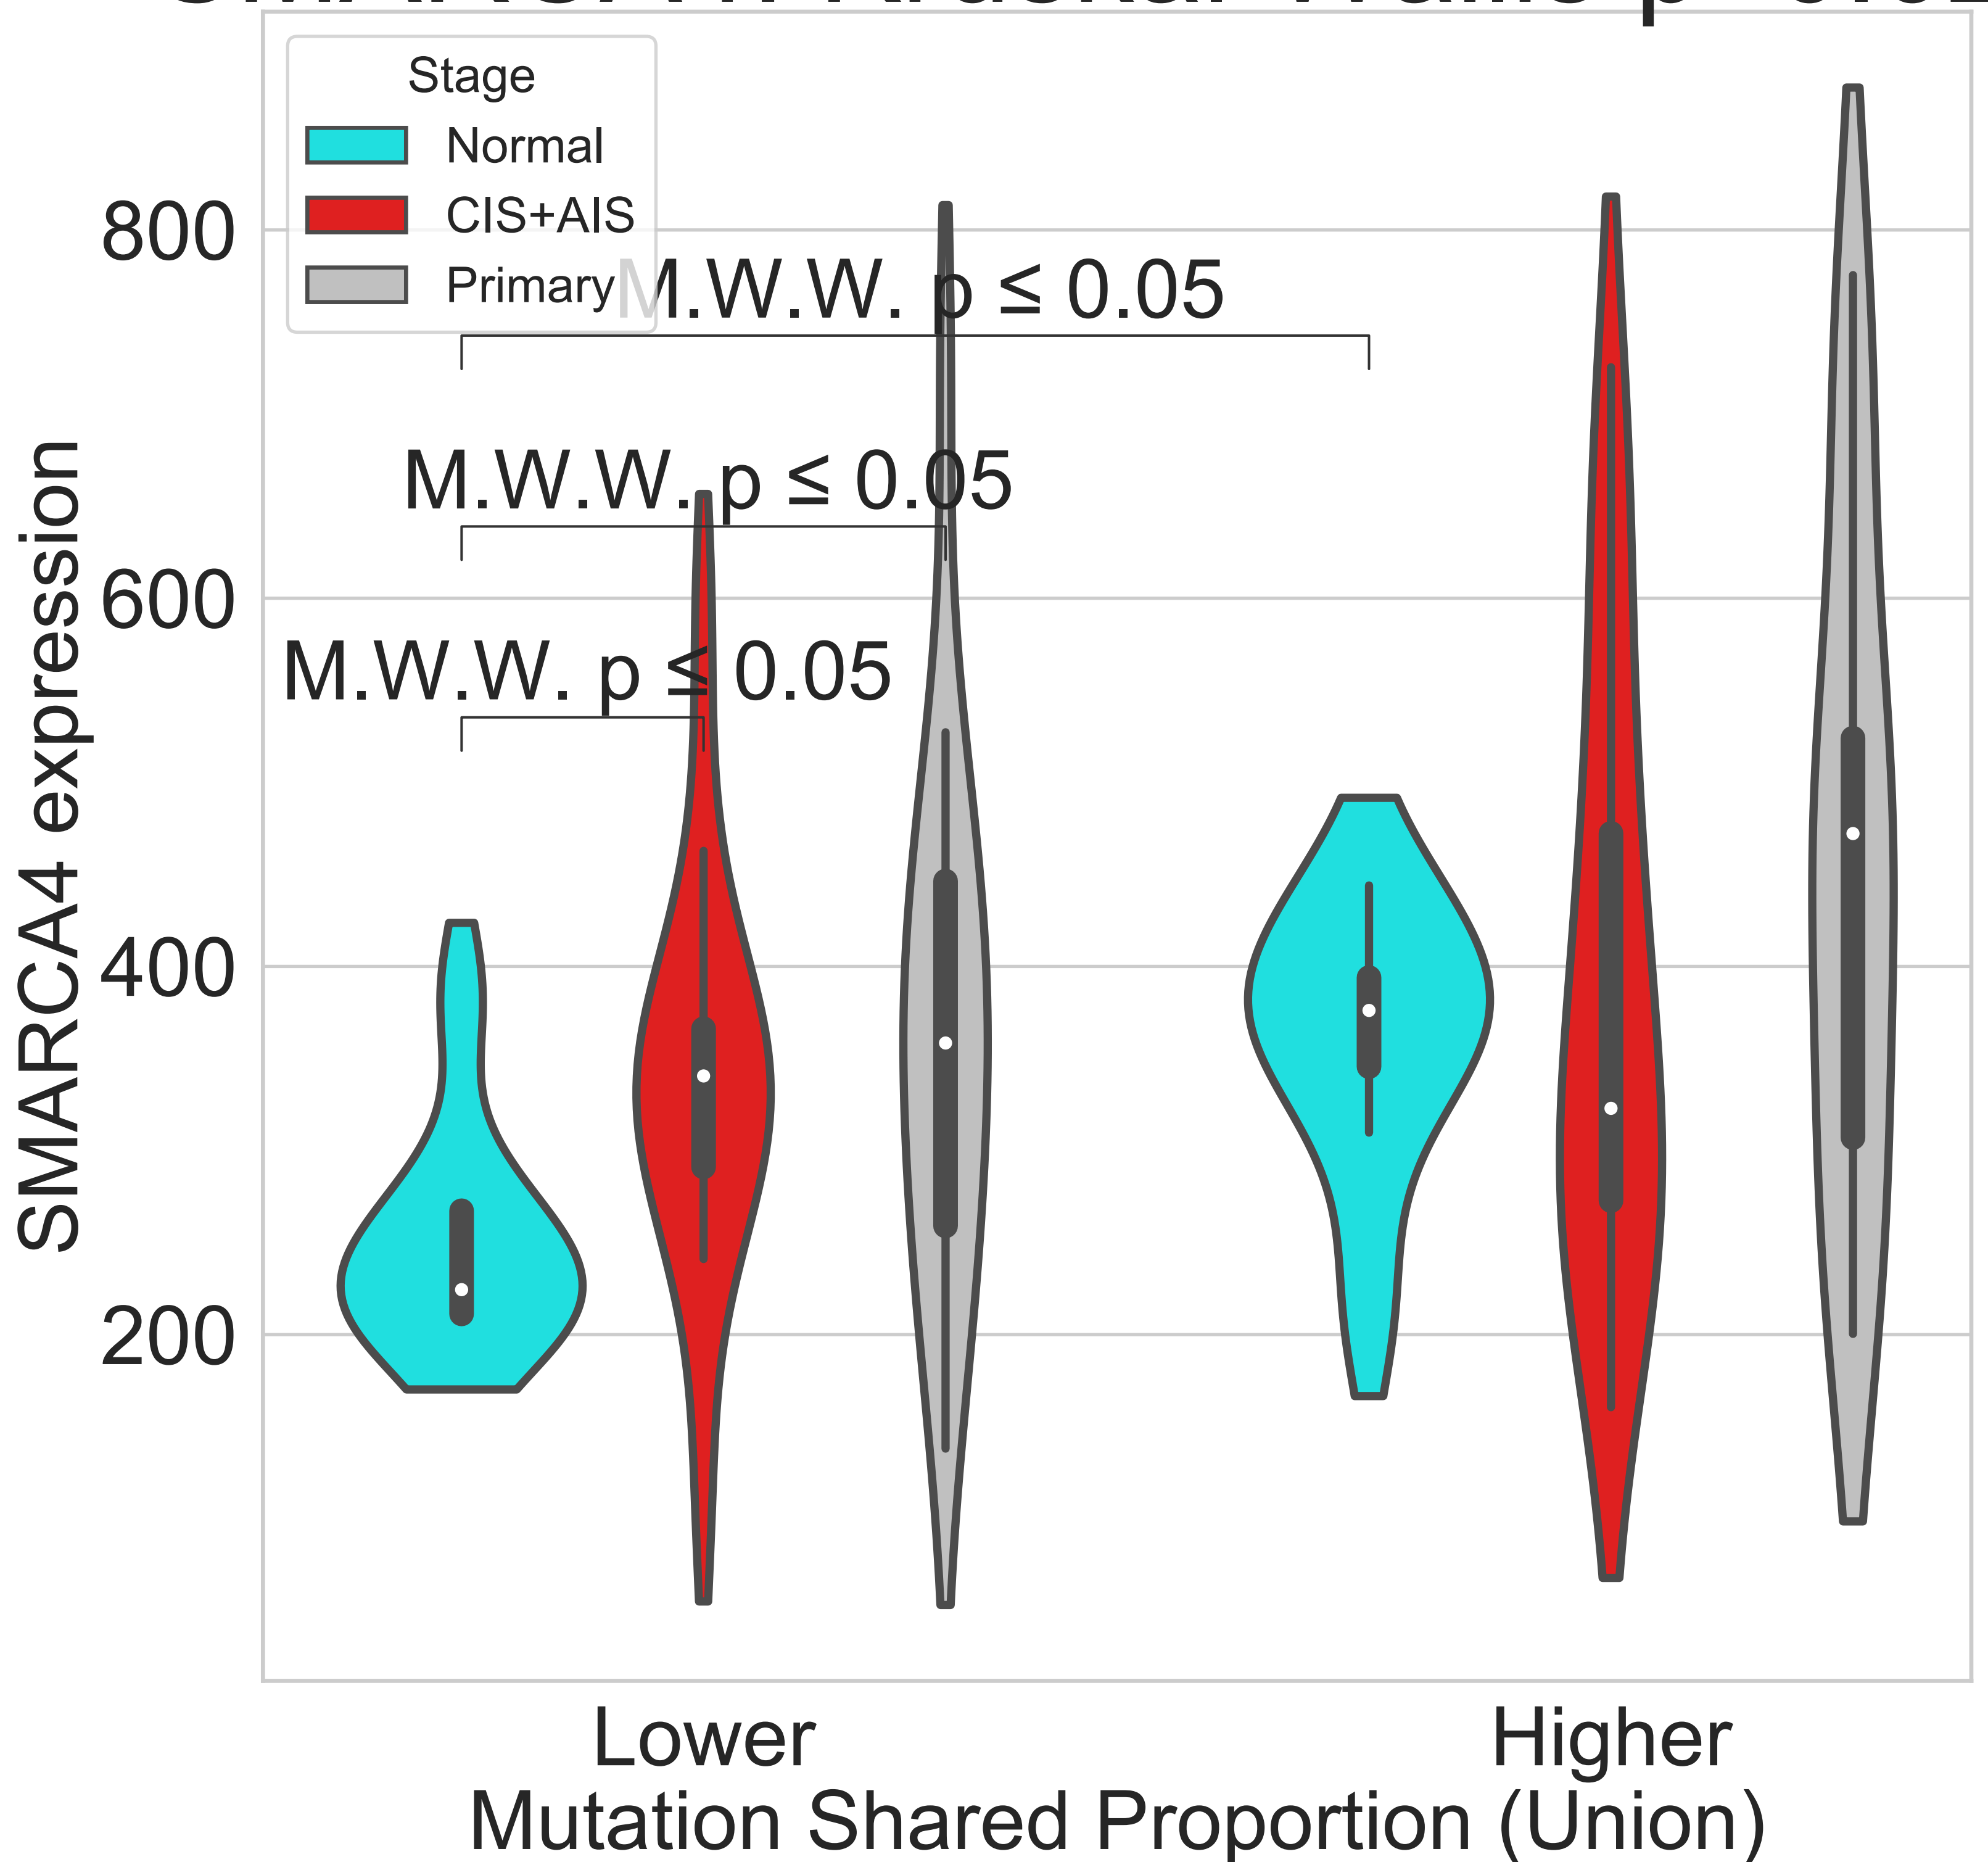 Stage
Normal
CIS+AIS
Primary
M.W.W. p ≤ 0.05
M.W.W. p ≤ 0.05
M.W.W. p ≤ 0.05
800
600
400
200
SMARCA4 expression
Lower
Higher
Mutation Shared Proportion (Union)